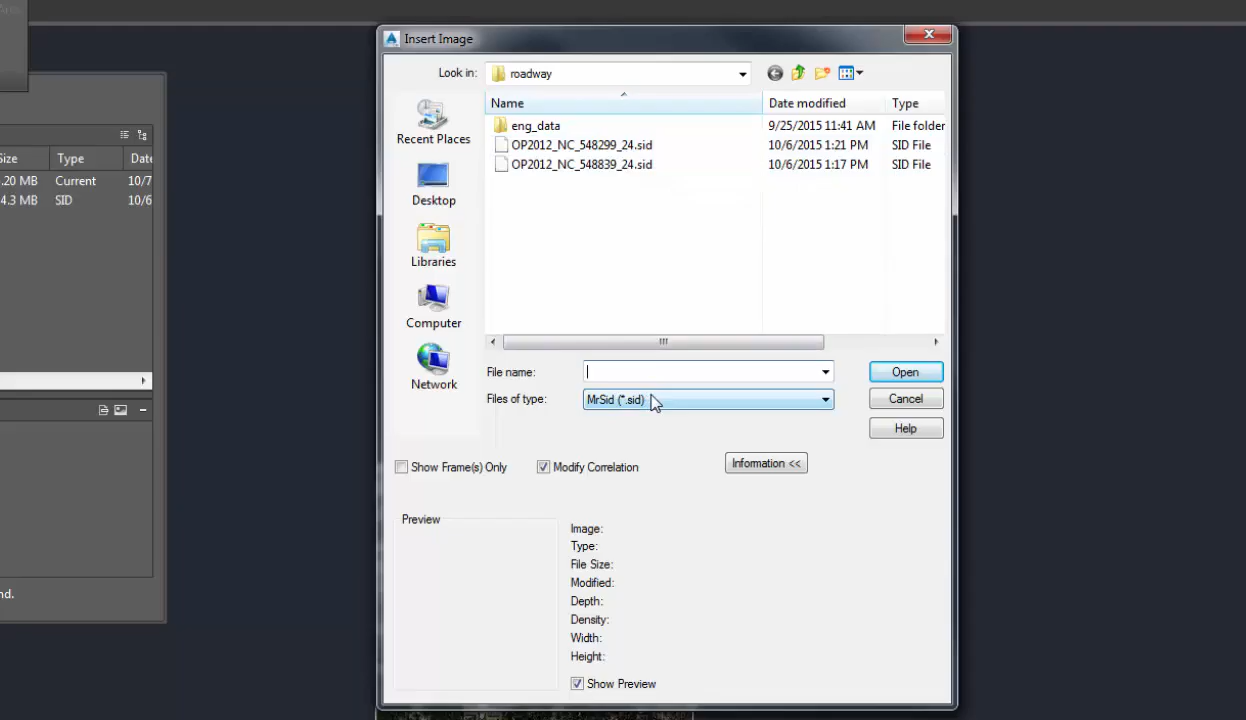 Insert Image
Look in: roadway
Name Date modified Type
eng_data 9/25/2015 11:41 AM File folder
OP2012_NC_548299_24.sid 10/6/2015 1:21 PM SID File
OP2012_NC_548839_24.sid 10/6/2015 1:17 PM SID File
Recent Places
Desktop
Libraries
Computer
Network
File name: Open
Files of type: MrSid (*.sid) Cancel
Help
Show Frame(s) Only Modify Correlation Information <<
Preview
Image:
Type:
File Size:
Modified:
Depth:
Density:
Width:
Height:
Show Preview
Size Type Date
.20 MB Current 10/7
4.3 MB SID 10/6
nd.